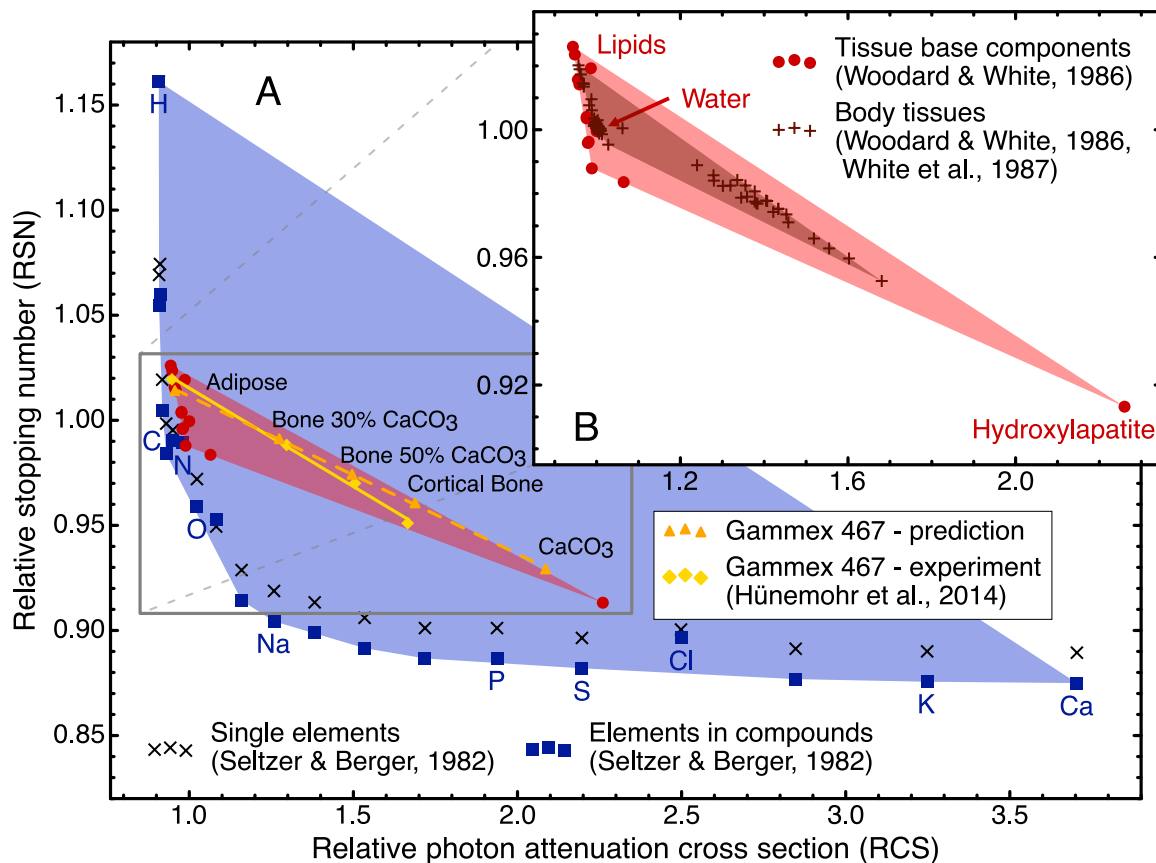 A
B
Lipids
Water
Hydroxylapatite
Tissue base components
(Woodard & White, 1986)
Body tissues
(Woodard & White, 1986,
White et al., 1987)
1.00
0.96
0.92
1.2
1.6
2.0
H
C
N
O
Na
P
S
Cl
K
Ca
Adipose
Bone 30% CaCO3
Bone 50% CaCO3
Cortical Bone
CaCO3
Gammex 467 - prediction
Gammex 467 - experiment
(Hünemohr et al., 2014)
Single elements
(Seltzer & Berger, 1982)
Elements in compounds
(Seltzer & Berger, 1982)
Relative stopping number (RSN)
1.15
1.10
1.05
1.00
0.95
0.90
0.85
1.0
1.5
2.0
2.5
3.0
3.5
Relative photon attenuation cross section (RCS)